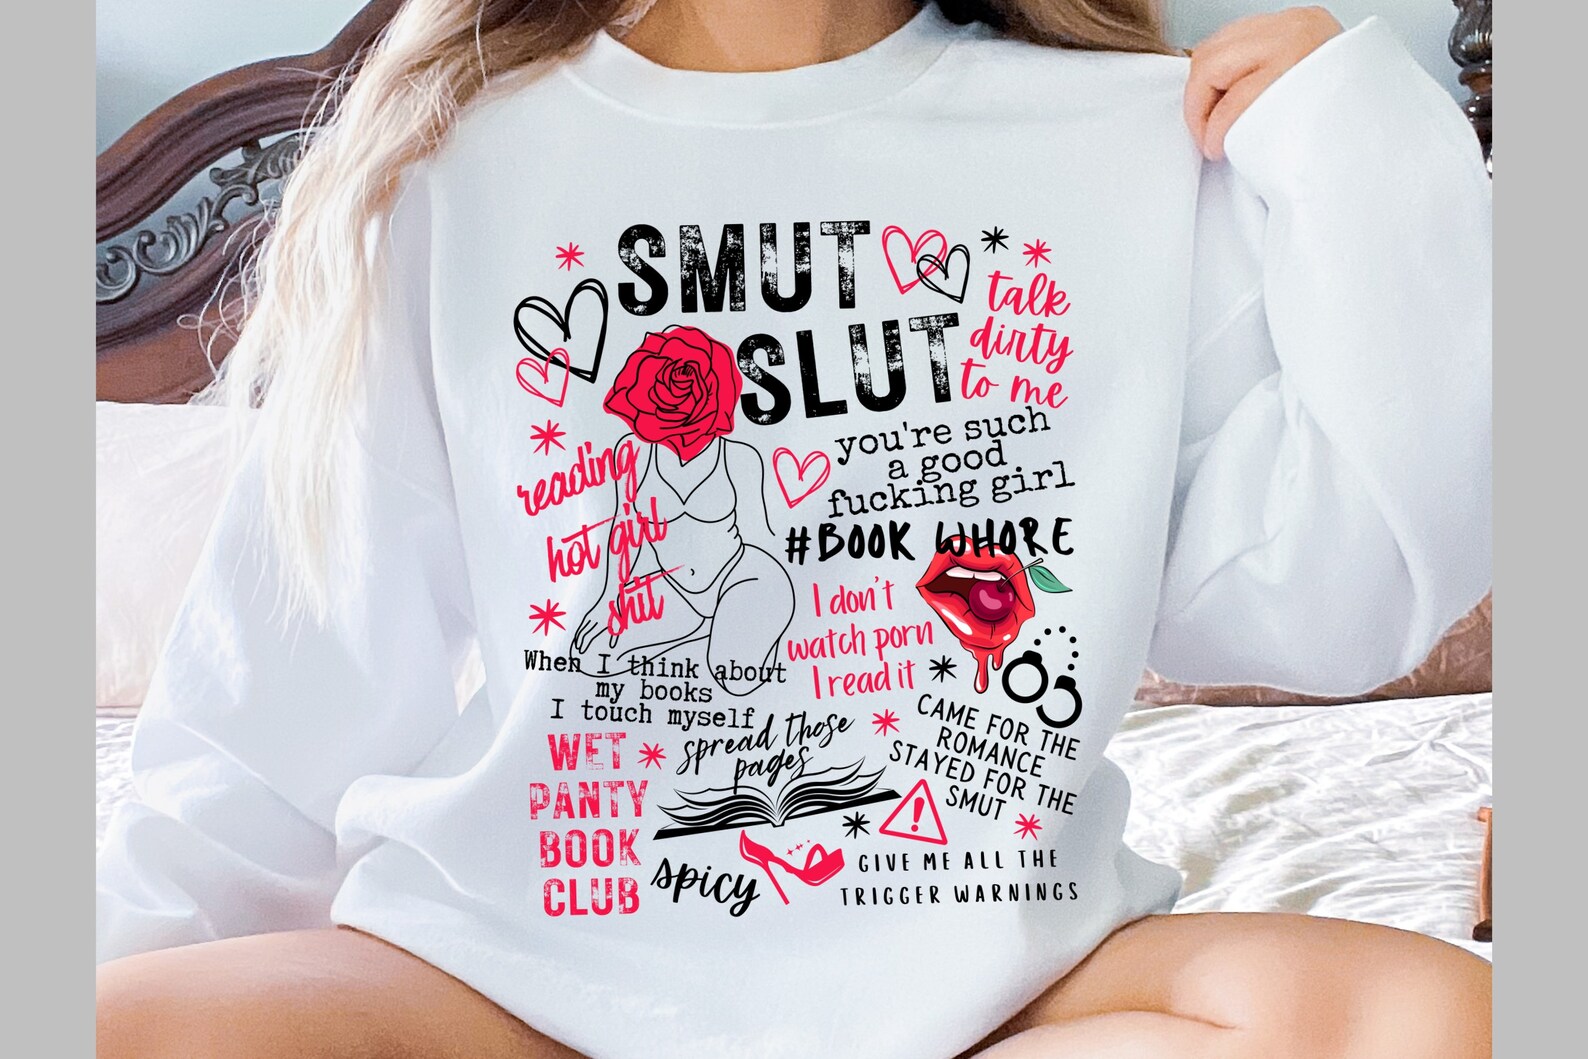 SMUT
SLUT
talk
dirty
to me
you're such
a good
fucking girl
#BOOK WHORE
reading
hot girl
shit
I don't
watch porn
I read it
When I think about
my books
I touch myself
spread those
pages
CAME FOR THE
ROMANCE
STAYED FOR THE
SMUT
WET
PANTY
BOOK
CLUB
spicy
GIVE ME ALL THE
TRIGGER WARNINGS